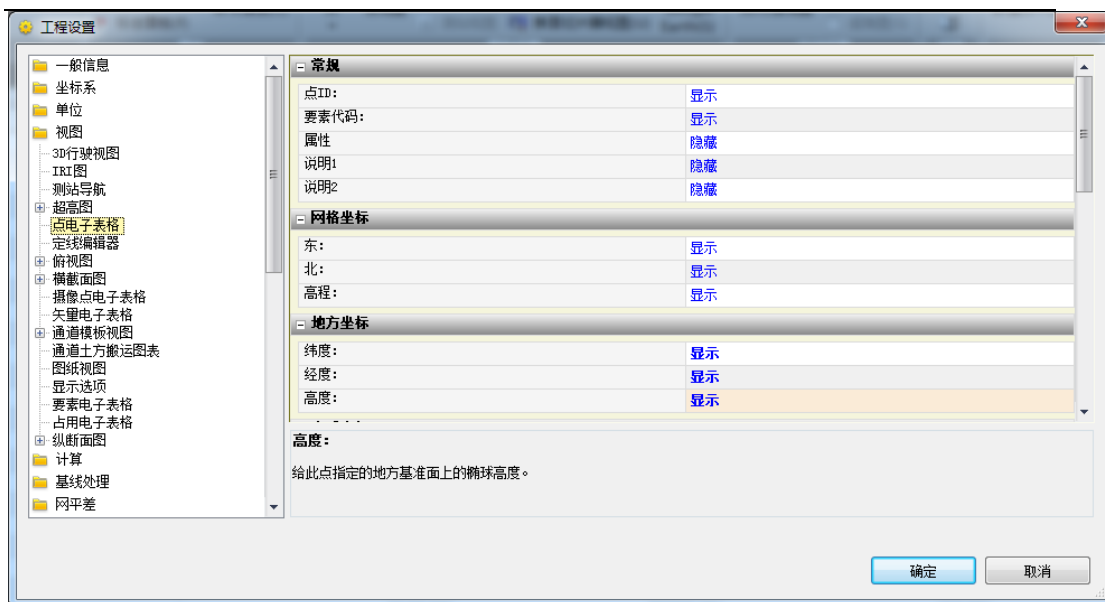 工程设置
一般信息
坐标系
单位
视图
3D行驶视图
IRI图
测站导航
超高图
点电子表格
定线编辑器
俯视图
横截面图
摄像点电子表格
矢量电子表格
通道模板视图
通道土方搬运图表
图纸视图
显示选项
要素电子表格
占用电子表格
纵断面图
计算
基线处理
网平差
常规
点ID: 显示
要素代码: 显示
属性 隐藏
说明1 隐藏
说明2 隐藏
网格坐标
东: 显示
北: 显示
高程: 显示
地方坐标
纬度: 显示
经度: 显示
高度: 显示
高度:
给此点指定的地方基准面上的椭球高度。
确定 取消